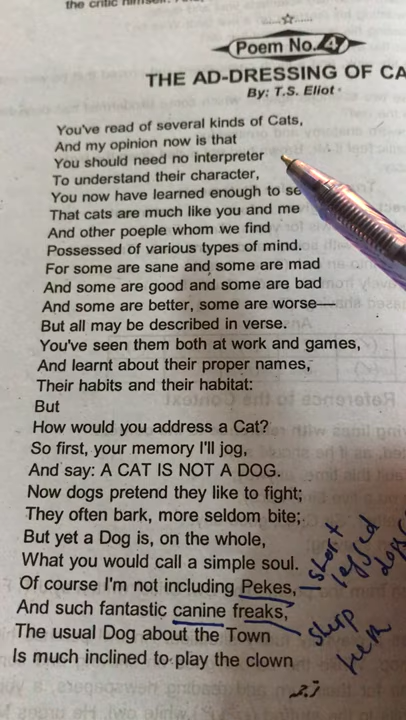 the critic
Poem No. 4
THE AD-DRESSING OF CA
By: T.S. Eliot
You've read of several kinds of Cats,
And my opinion now is that
You should need no interpreter
To understand their character,
You now have learned enough to se
That cats are much like you and me
And other poeple whom we find
Possessed of various types of mind.
For some are sane and some are mad
And some are good and some are bad
And some are better, some are worse—
But all may be described in verse.
You've seen them both at work and games,
And learnt about their proper names,
Their habits and their habitat:
But
How would you address a Cat?
So first, your memory I'll jog,
And say: A CAT IS NOT A DOG.
Now dogs pretend they like to fight;
They often bark, more seldom bite;
But yet a Dog is, on the whole,
What you would call a simple soul.
Of course I'm not including Pekes,
And such fantastic canine freaks,
The usual Dog about the Town
Is much inclined to play the clown
short
legged
dogs
ترجمہ